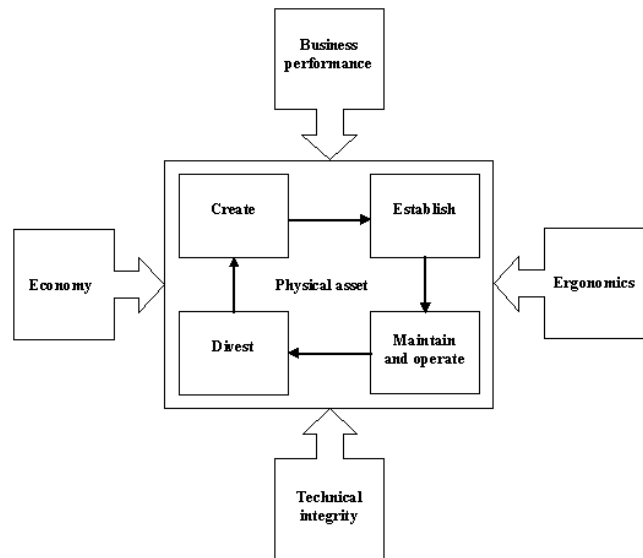 Business
performance
Create
Establish
Economy
Physical asset
Ergonomics
Divest
Maintain
and operate
Technical
integrity